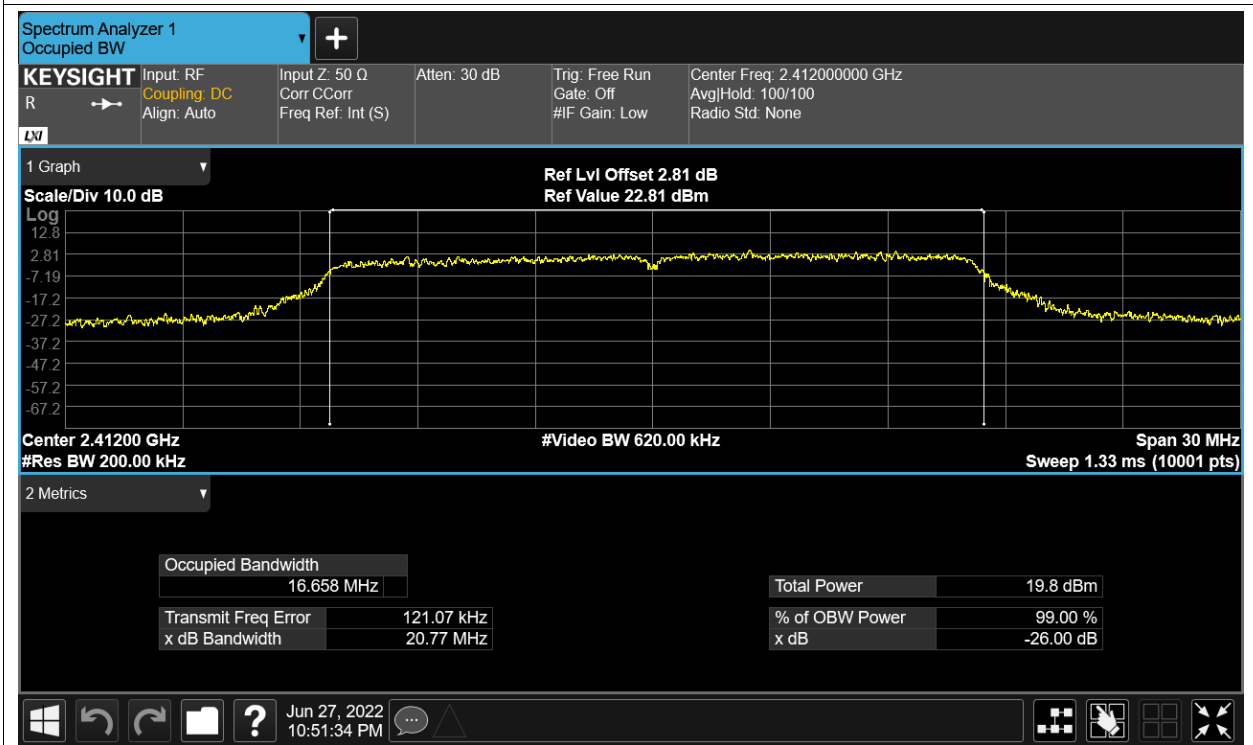 Spectrum Analyzer 1
Occupied BW
KEYSIGHT
R
LXI
Input: RF
Coupling: DC
Align: Auto
Input Z: 50 Ω
Corr CCorr
Freq Ref: Int (S)
Atten: 30 dB
Trig: Free Run
Gate: Off
#IF Gain: Low
Center Freq: 2.412000000 GHz
Avg|Hold: 100/100
Radio Std: None
1 Graph
Scale/Div 10.0 dB
Ref Lvl Offset 2.81 dB
Ref Value 22.81 dBm
Log
12.8
2.81
-7.19
-17.2
-27.2
-37.2
-47.2
-57.2
-67.2
Center 2.41200 GHz
#Video BW 620.00 kHz
Span 30 MHz
#Res BW 200.00 kHz
Sweep 1.33 ms (10001 pts)
2 Metrics
Occupied Bandwidth
16.658 MHz
Total Power 19.8 dBm
Transmit Freq Error 121.07 kHz
% of OBW Power 99.00 %
x dB Bandwidth 20.77 MHz
x dB -26.00 dB
?
Jun 27, 2022
10:51:34 PM